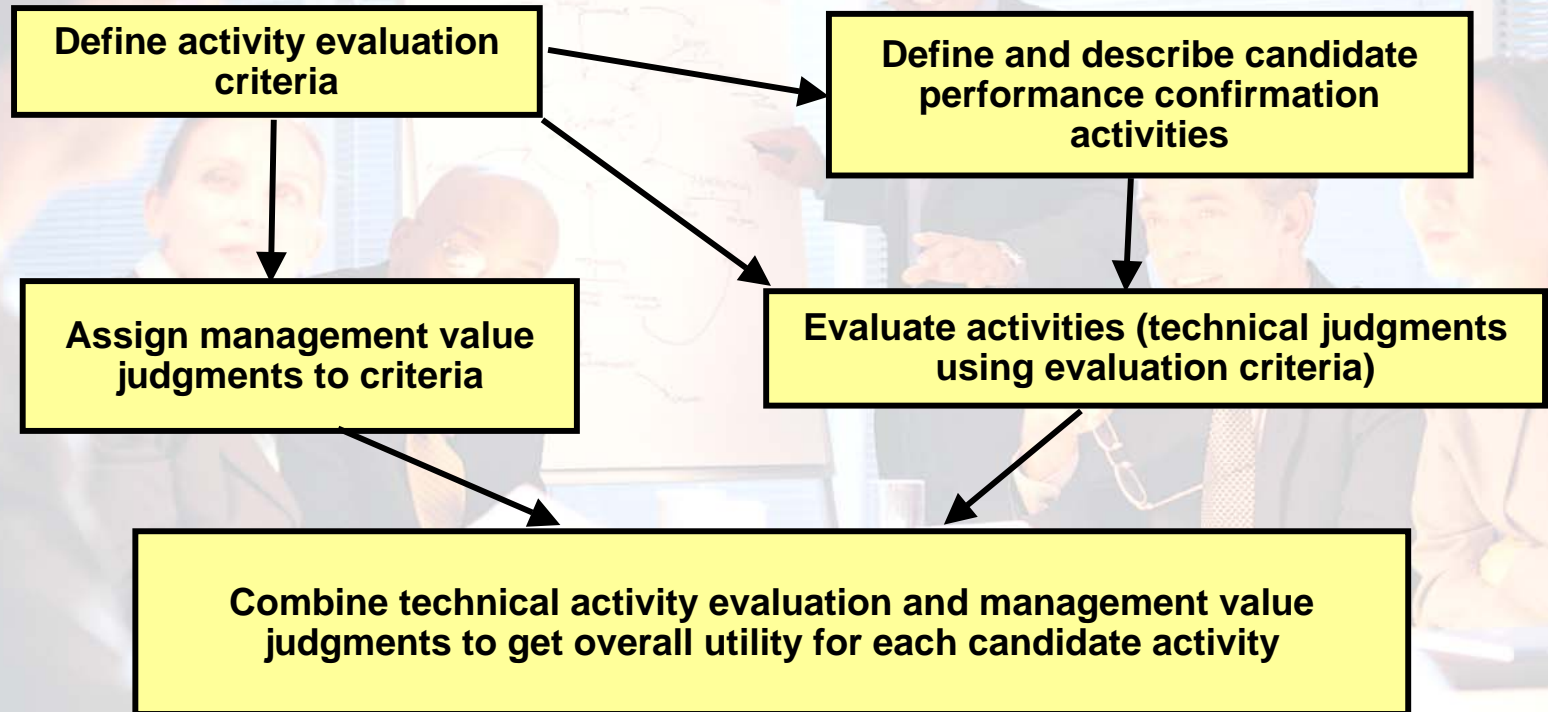 Define activity evaluation
criteria
Define and describe candidate
performance confirmation
activities
Assign management value
judgments to criteria
Evaluate activities (technical judgments
using evaluation criteria)
Combine technical activity evaluation and management value
judgments to get overall utility for each candidate activity